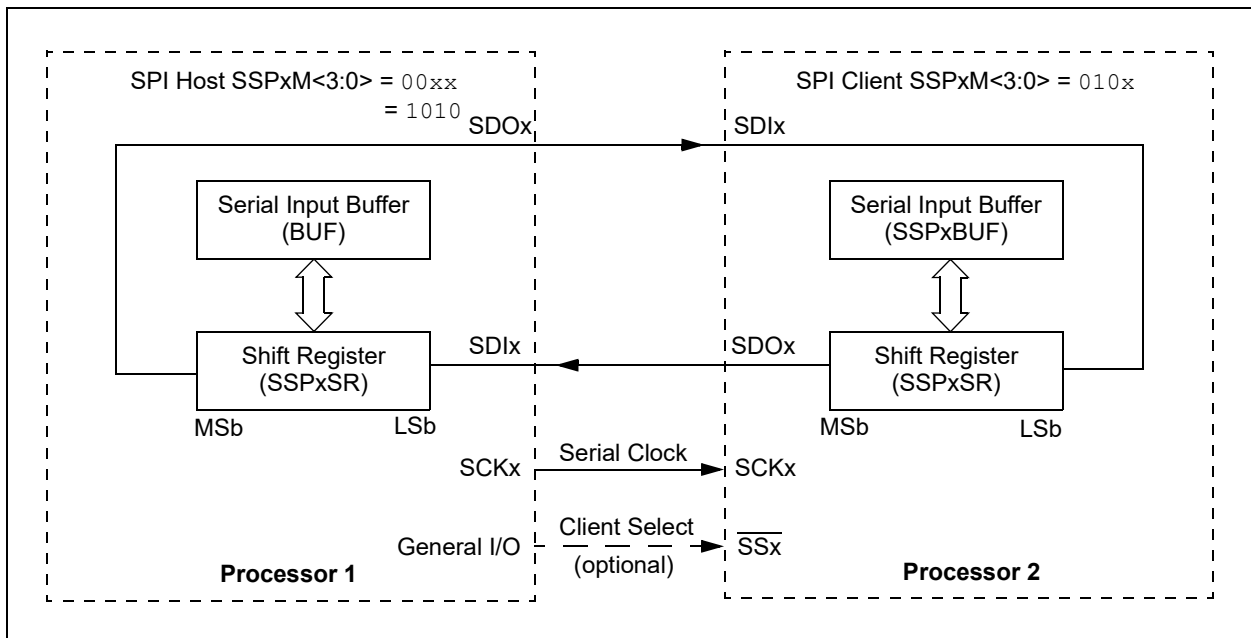 SPI Host SSPxM<3:0> = 00xx
= 1010
SPI Client SSPxM<3:0> = 010x
SDOx
SDIx
Serial Input Buffer
(BUF)
Serial Input Buffer
(SSPxBUF)
Shift Register
(SSPxSR)
SDIx
SDOx
Shift Register
(SSPxSR)
MSb
LSb
MSb
LSb
SCKx
Serial Clock
SCKx
General I/O
Client Select
(optional)
SSx
Processor 1
Processor 2